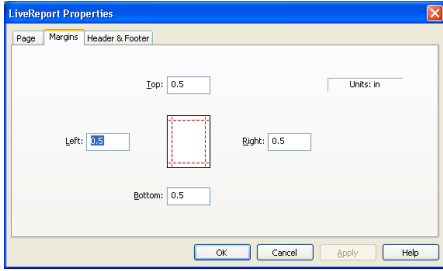 LiveReport Properties
Page Margins Header & Footer
Top: 0.5 Units: in
Left: 0.5 Right: 0.5
Bottom: 0.5
OK Cancel Apply Help